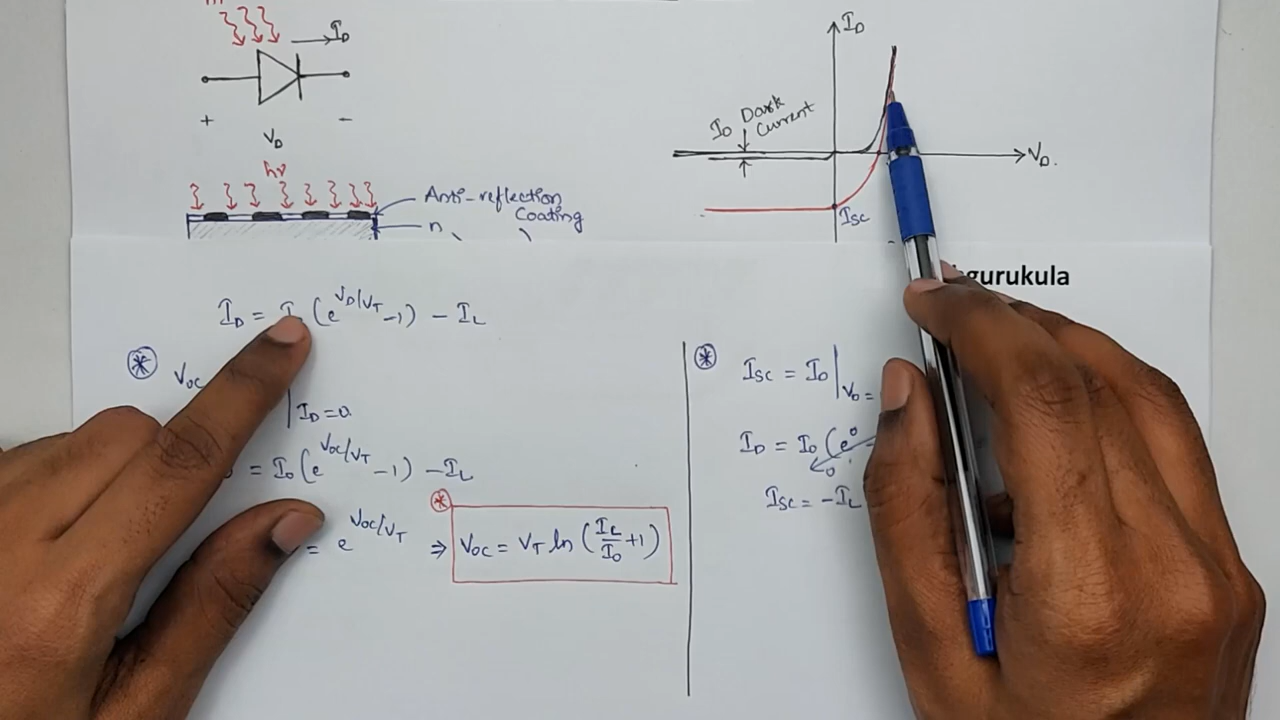 I_D
+ −
V_D
hν
Anti-reflection
Coating
n
I_D
I_0 Dark
Current
V_D.
I_SC
gurukula
I_D = I (e^{V_D/V_T} -1) - I_L
* V_OC
|I_D = 0.
= I_0 (e^{V_OC/V_T} -1) - I_L
= e^{V_OC/V_T} ⇒ * V_OC = V_T ln (I_L/I_0 +1)
* I_SC = I_D |V_D =
I_D = I_0 (e^0
0
I_SC = -I_L